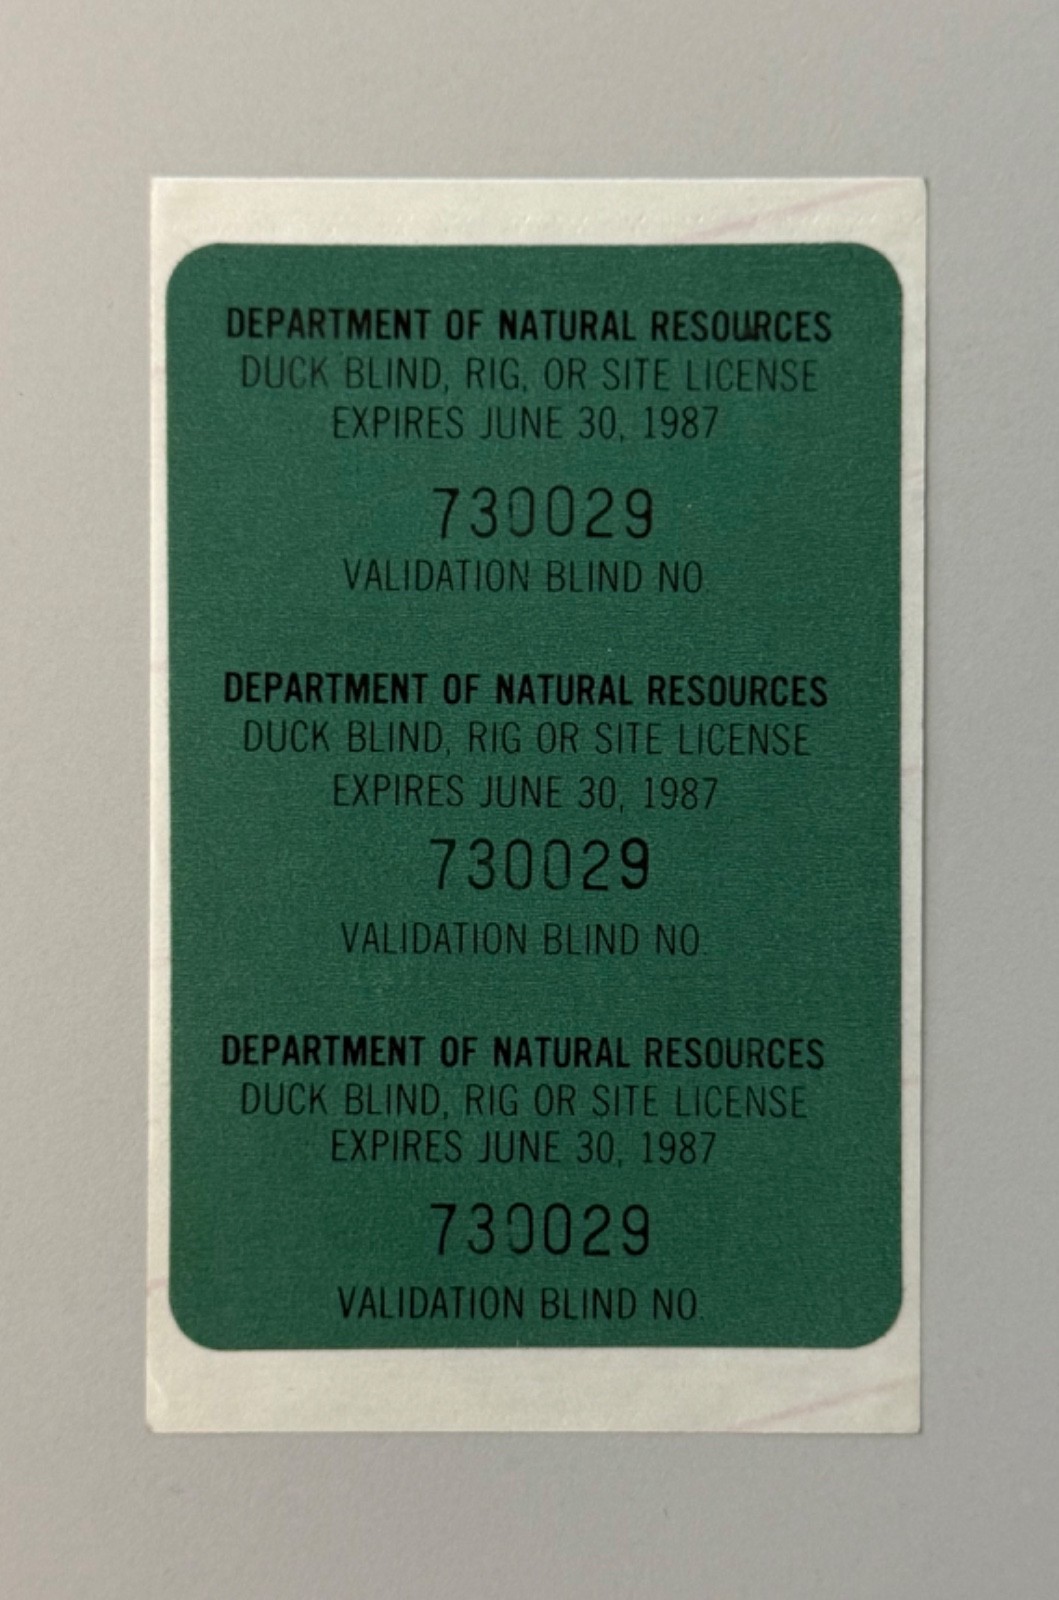 DEPARTMENT OF NATURAL RESOURCES
DUCK BLIND, RIG, OR SITE LICENSE
EXPIRES JUNE 30, 1987
730029
VALIDATION BLIND NO.
DEPARTMENT OF NATURAL RESOURCES
DUCK BLIND, RIG OR SITE LICENSE
EXPIRES JUNE 30, 1987
730029
VALIDATION BLIND NO.
DEPARTMENT OF NATURAL RESOURCES
DUCK BLIND, RIG OR SITE LICENSE
EXPIRES JUNE 30, 1987
730029
VALIDATION BLIND NO.